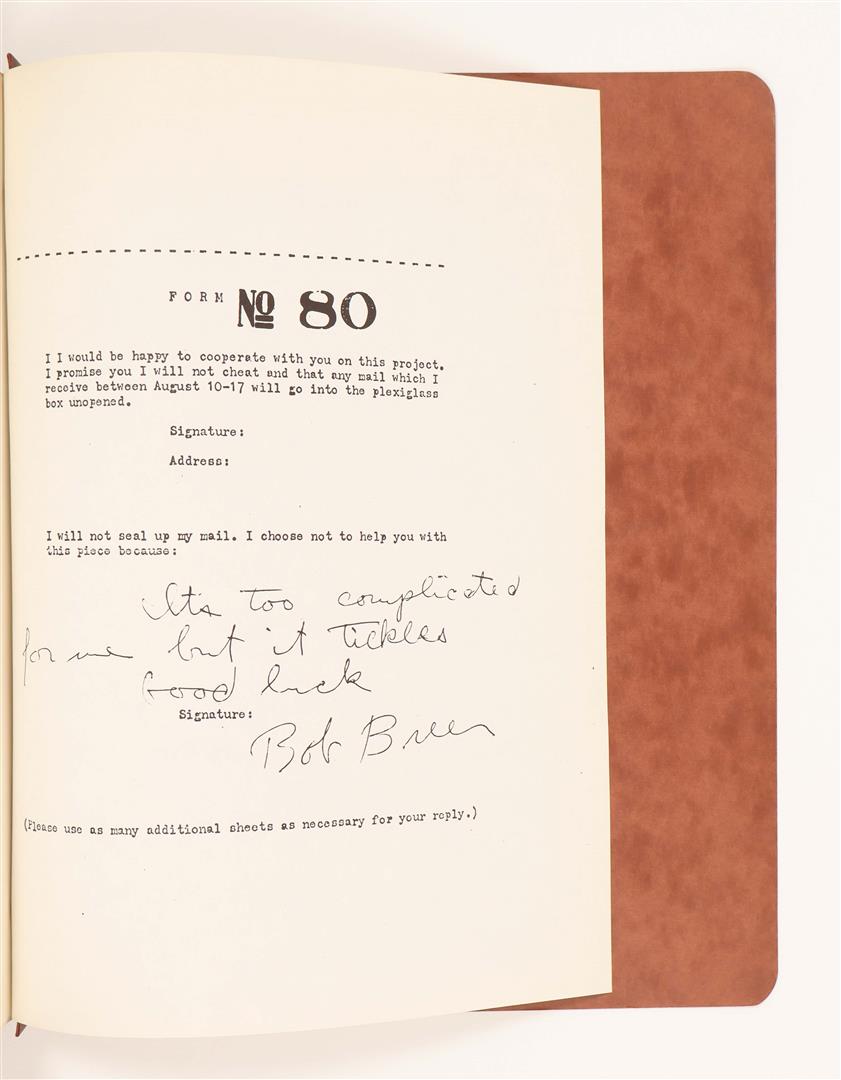 FORM No 80
I I would be happy to cooperate with you on this project.
I promise you I will not cheat and that any mail which I
receive between August 10-17 will go into the plexiglass
box unopened.
Signature:
Address:
I will not seal up my mail. I choose not to help you with
this piece because:
Its too complicated
for me but it tickles
Good luck
Signature:
Bob Breer
(Please use as many additional sheets as necessary for your reply.)